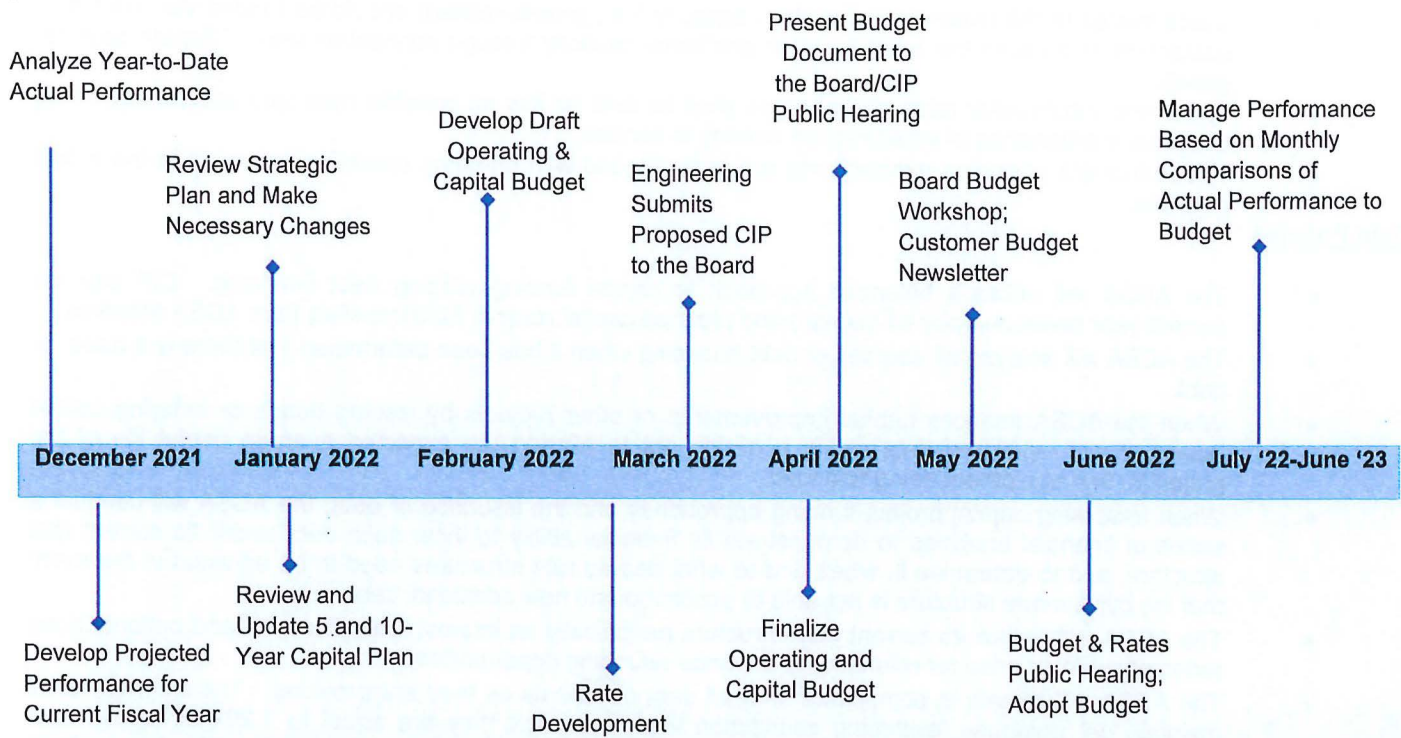 Analyze Year-to-Date
Actual Performance
Review Strategic
Plan and Make
Necessary Changes
Develop Draft
Operating &
Capital Budget
Engineering
Submits
Proposed CIP
to the Board
Present Budget
Document to
the Board/CIP
Public Hearing
Board Budget
Workshop;
Customer Budget
Newsletter
Manage Performance
Based on Monthly
Comparisons of
Actual Performance to
Budget
December 2021 January 2022 February 2022 March 2022 April 2022 May 2022 June 2022 July ‘22-June ‘23
Develop Projected
Performance for
Current Fiscal Year
Review and
Update 5 and 10-
Year Capital Plan
Rate
Development
Finalize
Operating and
Capital Budget
Budget & Rates
Public Hearing;
Adopt Budget